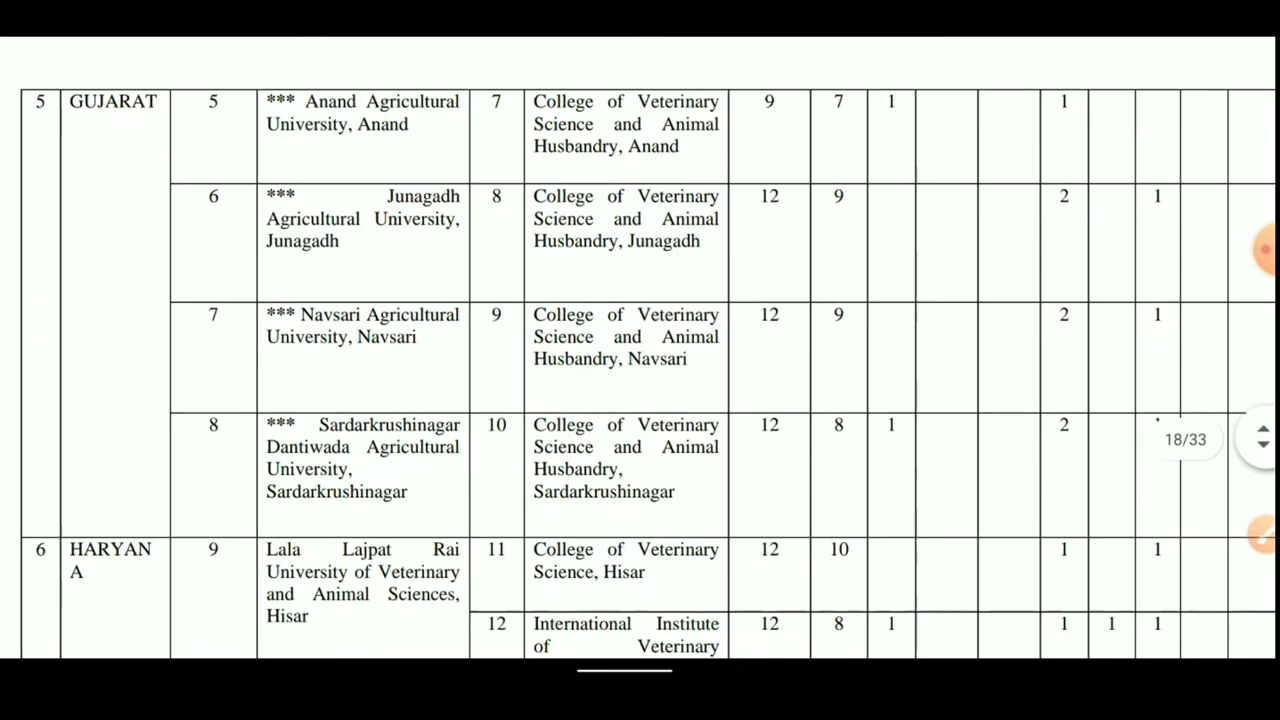 5 GUJARAT 5 *** Anand Agricultural 7 College of Veterinary 9 7 1 1
University, Anand Science and Animal
Husbandry, Anand
6 *** Junagadh 8 College of Veterinary 12 9 2 1
Agricultural University, Science and Animal
Junagadh Husbandry, Junagadh
7 *** Navsari Agricultural 9 College of Veterinary 12 9 2 1
University, Navsari Science and Animal
Husbandry, Navsari
8 *** Sardarkrushinagar 10 College of Veterinary 12 8 1 2
Dantiwada Agricultural Science and Animal
University, Husbandry,
Sardarkrushinagar Sardarkrushinagar
18/33
6 HARYAN 9 Lala Lajpat Rai 11 College of Veterinary 12 10 1 1
A University of Veterinary Science, Hisar
and Animal Sciences,
Hisar
12 International Institute 12 8 1 1 1 1
of Veterinary